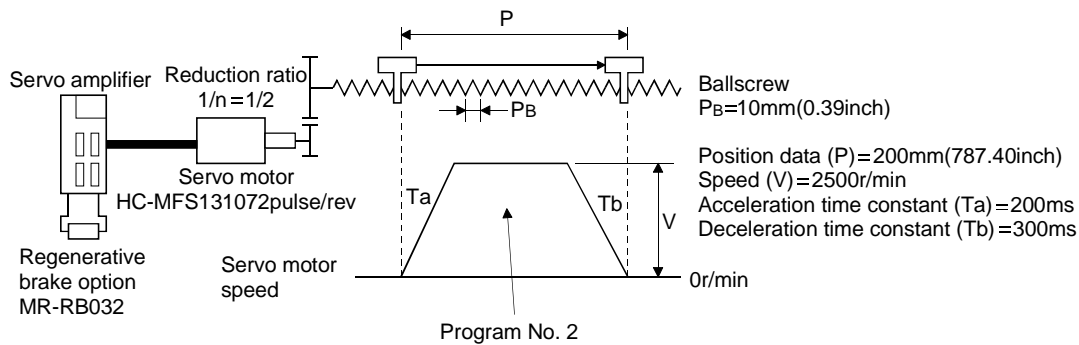 P
Servo amplifier
Reduction ratio
1/n=1/2
Ballscrew
PB=10mm(0.39inch)
PB
Servo motor
HC-MFS131072pulse/rev
Position data (P)=200mm(787.40inch)
Speed (V)=2500r/min
Acceleration time constant (Ta)=200ms
Deceleration time constant (Tb)=300ms
Ta
Tb
V
Regenerative
brake option
MR-RB032
Servo motor
speed
0r/min
Program No. 2